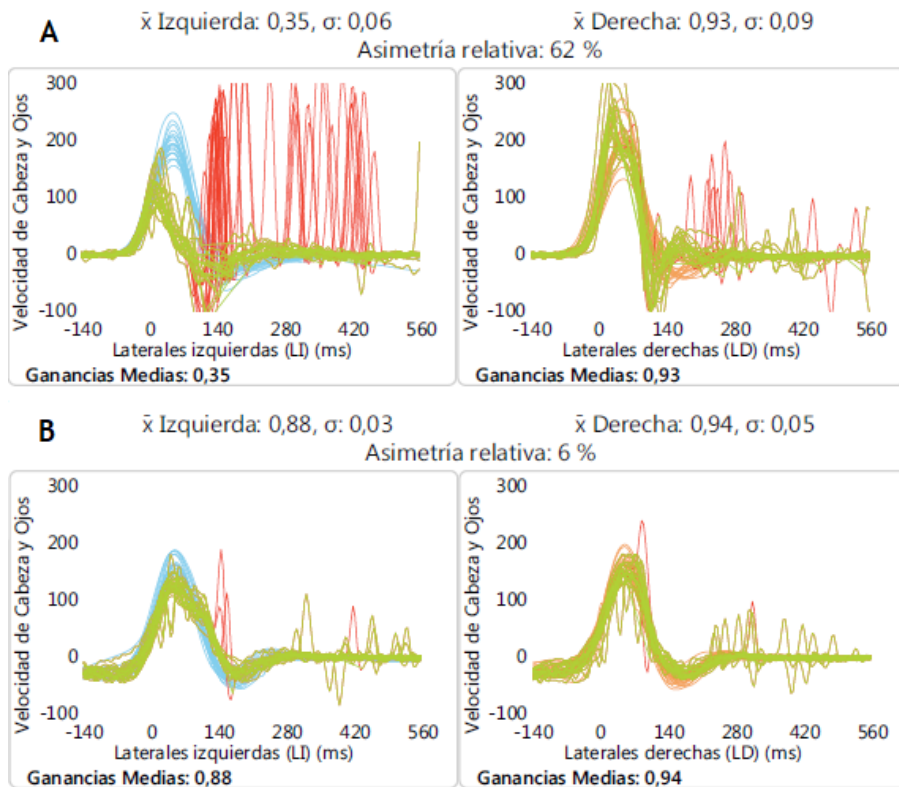 A
x̄ Izquierda: 0,35, σ: 0,06
x̄ Derecha: 0,93, σ: 0,09
Asimetría relativa: 62 %
Velocidad de Cabeza y Ojos
300
200
100
0
-100
-140 0 140 280 420 560
Laterales izquierdas (LI) (ms)
Ganancias Medias: 0,35
Velocidad de Cabeza y Ojos
300
200
100
0
-100
-140 0 140 280 420 560
Laterales derechas (LD) (ms)
Ganancias Medias: 0,93
B
x̄ Izquierda: 0,88, σ: 0,03
x̄ Derecha: 0,94, σ: 0,05
Asimetría relativa: 6 %
Velocidad de Cabeza y Ojos
300
200
100
0
-100
-140 0 140 280 420 560
Laterales izquierdas (LI) (ms)
Ganancias Medias: 0,88
Velocidad de Cabeza y Ojos
300
200
100
0
-100
-140 0 140 280 420 560
Laterales derechas (LD) (ms)
Ganancias Medias: 0,94